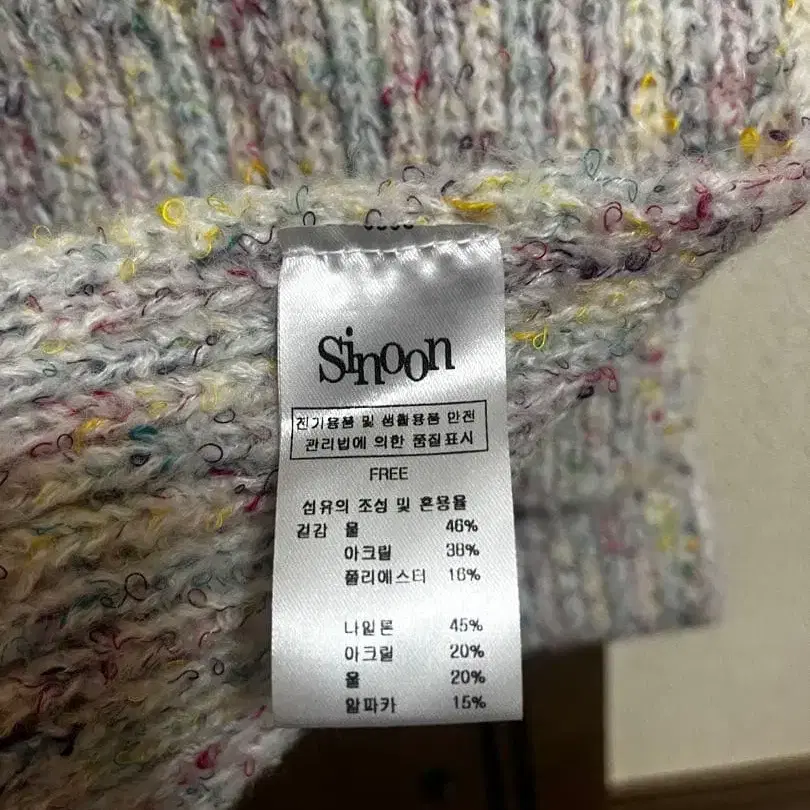 Sinoon
전기용품 및 생활용품 안전
관리법에 의한 품질표시
FREE
섬유의 조성 및 혼용율
겉감 울 46%
아크릴 38%
폴리에스터 16%
나일론 45%
아크릴 20%
울 20%
알파카 15%